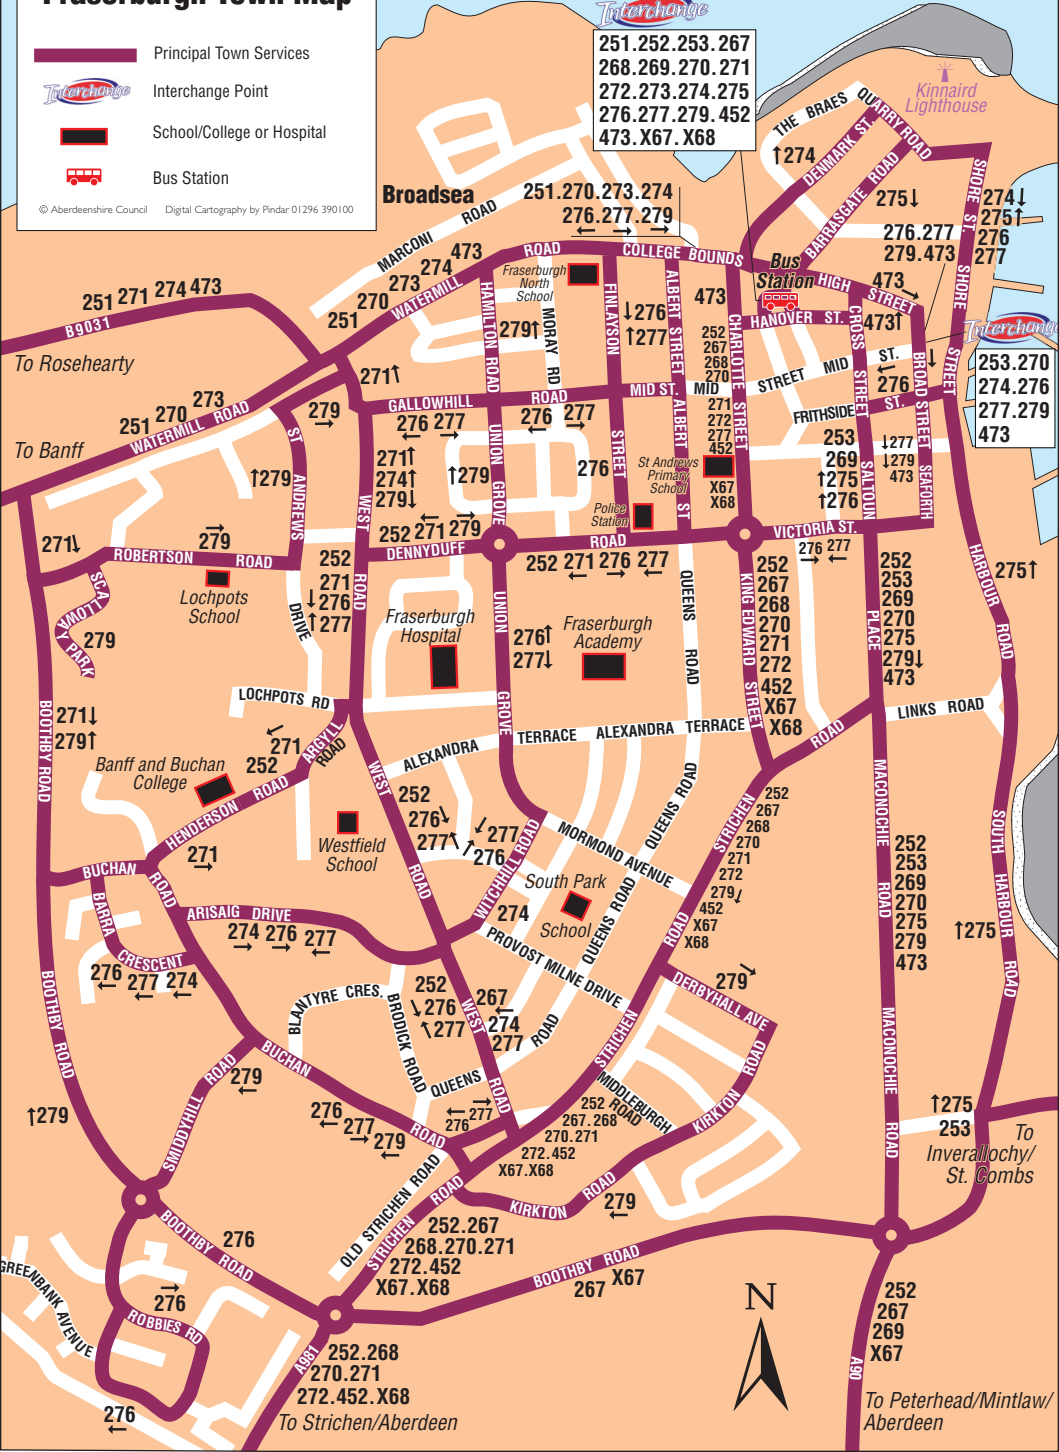 Fraserburgh Town Map
Principal Town Services
Interchange
Interchange Point
School/College or Hospital
Bus Station
© Aberdeenshire Council Digital Cartography by Pindar 01296 390100
Interchange
251.252.253.267
268.269.270.271
272.273.274.275
276.277.279.452
473.X67.X68
Kinnaird
Lighthouse
THE BRAES
QUARRY ROAD
↑274
DENMARK ST.
BARRASGATE ROAD
275↓
SHORE ST.
274↓
275↑
276
277
276.277
279.473
Broadsea
251.270.273.274
276.277.279
← → →
MARCONI ROAD
473
274
273
270
251
WATERMILL ROAD
COLLEGE BOUNDS
Bus
Station
HIGH STREET
473
HANOVER ST.
473↑
CROSS STREET
SHORE STREET
Interchange
253.270
274.276
277.279
473
251 271 274 473
B9031
To Rosehearty
Fraserburgh
North
School
HAMILTON ROAD
279↑
MORAY RD
FINLAYSON STREET
↓276
↑277
ALBERT STREET
473
252
267
268
270
271
272
277
452
X67
X68
CHARLOTTE STREET
STREET MID ST.
←
276
BROAD STREET
↓
FRITHSIDE ST.
MID ST. MID
271↑
GALLOWHILL ROAD
276 277
← →
276 277
← →
279
→
251 270 273
WATERMILL ROAD
To Banff
ST ANDREWS DRIVE
↑279
271↑
274↑
279↓
↑279
UNION GROVE
276
ALBERT ST
St Andrews
Primary
School
Police
Station
253
269
↑275
↑276
SALTOUN PLACE
↓277
↓279
473
SEAFORTH
VICTORIA ST.
276 277
→ ←
WEST ROAD
252 271 279
← →
DENNYDUFF ROAD
252 271 276 277
← → ←
271↓
279
→
ROBERTSON ROAD
Lochpots
School
SCALLOWAY PARK
279
252
271
↓276
↑277
Fraserburgh
Hospital
UNION GROVE
276↑
277↓
Fraserburgh
Academy
QUEENS ROAD
KING EDWARD STREET
252
267
268
270
271
272
452
X67
X68
252
253
269
270
275
279↓
473
HARBOUR ROAD
275↑
LINKS ROAD
ROAD
BOOTHBY ROAD
271↓
279↑
LOCHPOTS RD
←
271
252
ARGYLL ROAD
Banff and Buchan
College
HENDERSON ROAD
271
→
Westfield
School
WEST ROAD
ALEXANDRA TERRACE ALEXANDRA TERRACE
252
276
277
277
276
WITCHHILL ROAD
MORMOND AVENUE
QUEENS ROAD
STRICHEN ROAD
252
267
268
270
271
272
279
452
X67
X68
MACONOCHIE ROAD
252
253
269
270
275
279
473
SOUTH HARBOUR ROAD
↑275
BUCHAN ROAD
BARRA CRESCENT
276 277 274
← ← ←
ARISAIG DRIVE
274 276 277
→ → ←
274
South Park
School
QUEENS ROAD
PROVOST MILNE DRIVE
279
DERBYHALL AVE
BOOTHBY ROAD
BLANTYRE CRES.
BRODICK ROAD
252
276
277
267
←
274
277
WEST ROAD
QUEENS ROAD
STRICHEN
MIDDLEBURGH
ROAD
KIRKTON ROAD
MACONOCHIE ROAD
BUCHAN ROAD
SMIDDYHILL ROAD
279
←
↑279
276
←
277
→
279
←
← →
276 277
252
267.268
270.271
272.452
X67.X68
↑275
253
To
Inverallochy/
St. Combs
OLD STRICHEN ROAD
STRICHEN ROAD
KIRKTON ROAD
279
←
252.267
268.270.271
272.452
X67.X68
BOOTHBY ROAD
276
BOOTHBY ROAD
267 X67
GREENBANK AVENUE
→
276
ROBBIES RD
276
←
A981
252.268
270.271
272.452.X68
To Strichen/Aberdeen
N
252
267
269
X67
A90
To Peterhead/Mintlaw/
Aberdeen